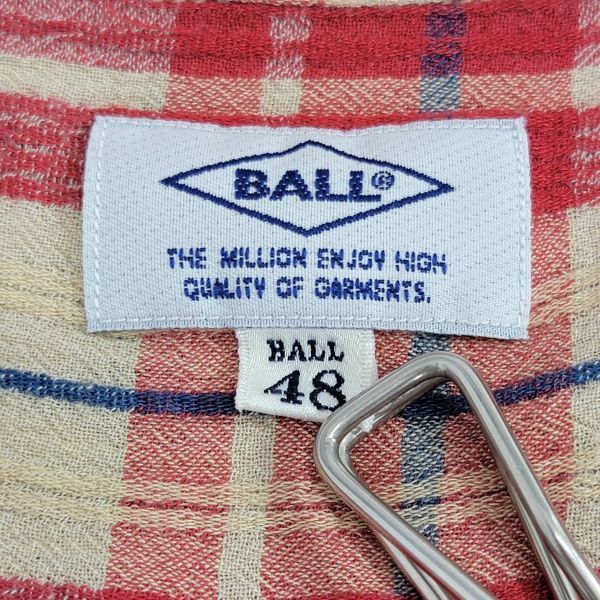 BALL®
THE MILLION ENJOY HIGH
QUALITY OF GARMENTS.
BALL
48